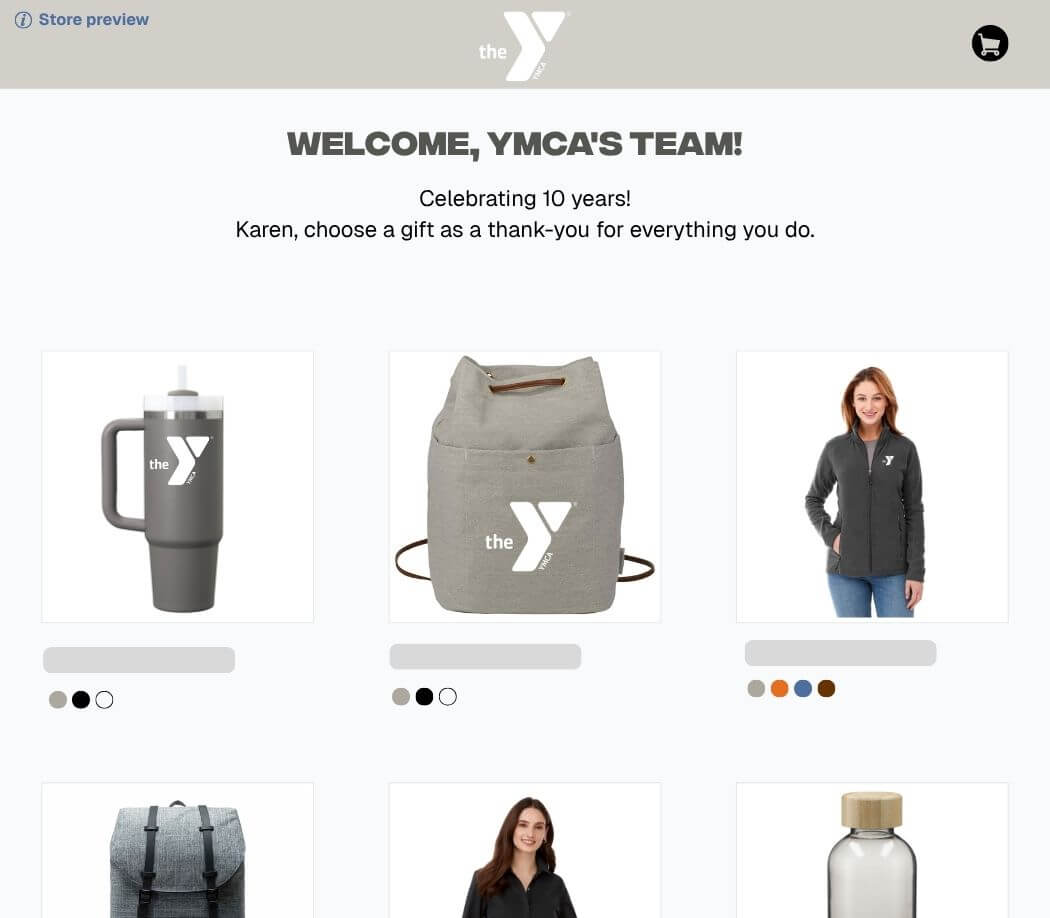 Store preview
the
YMCA
WELCOME, YMCA'S TEAM!
Celebrating 10 years!
Karen, choose a gift as a thank-you for everything you do.
the
YMCA
the
YMCA